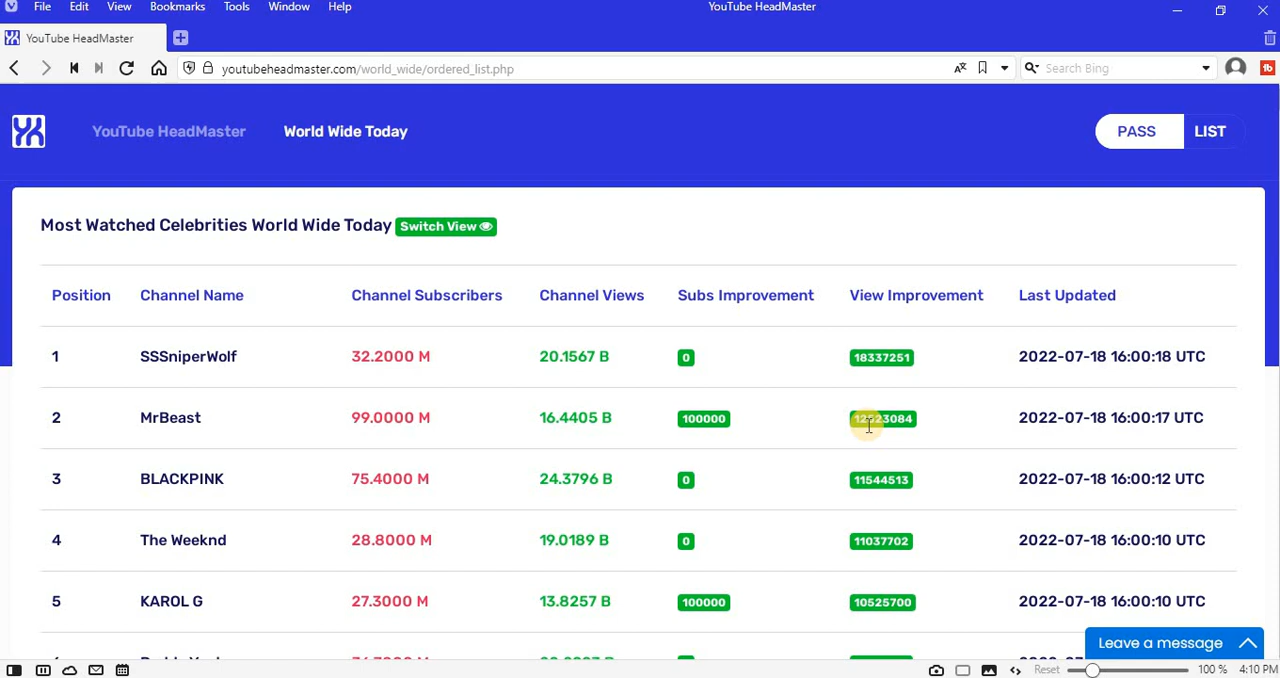 File Edit View Bookmarks Tools Window Help YouTube HeadMaster
YouTube HeadMaster
youtubeheadmaster.com/world_wide/ordered_list.php Search Bing
YouTube HeadMaster World Wide Today PASS LIST
Most Watched Celebrities World Wide Today Switch View
Position Channel Name Channel Subscribers Channel Views Subs Improvement View Improvement Last Updated
1 SSSniperWolf 32.2000 M 20.1567 B 0 18337251 2022-07-18 16:00:18 UTC
2 MrBeast 99.0000 M 16.4405 B 100000 2022-07-18 16:00:17 UTC
3 BLACKPINK 75.4000 M 24.3796 B 0 11544513 2022-07-18 16:00:12 UTC
4 The Weeknd 28.8000 M 19.0189 B 0 11037702 2022-07-18 16:00:10 UTC
5 KAROL G 27.3000 M 13.8257 B 100000 10525700 2022-07-18 16:00:10 UTC
Leave a message
Reset 100 % 4:10 PM